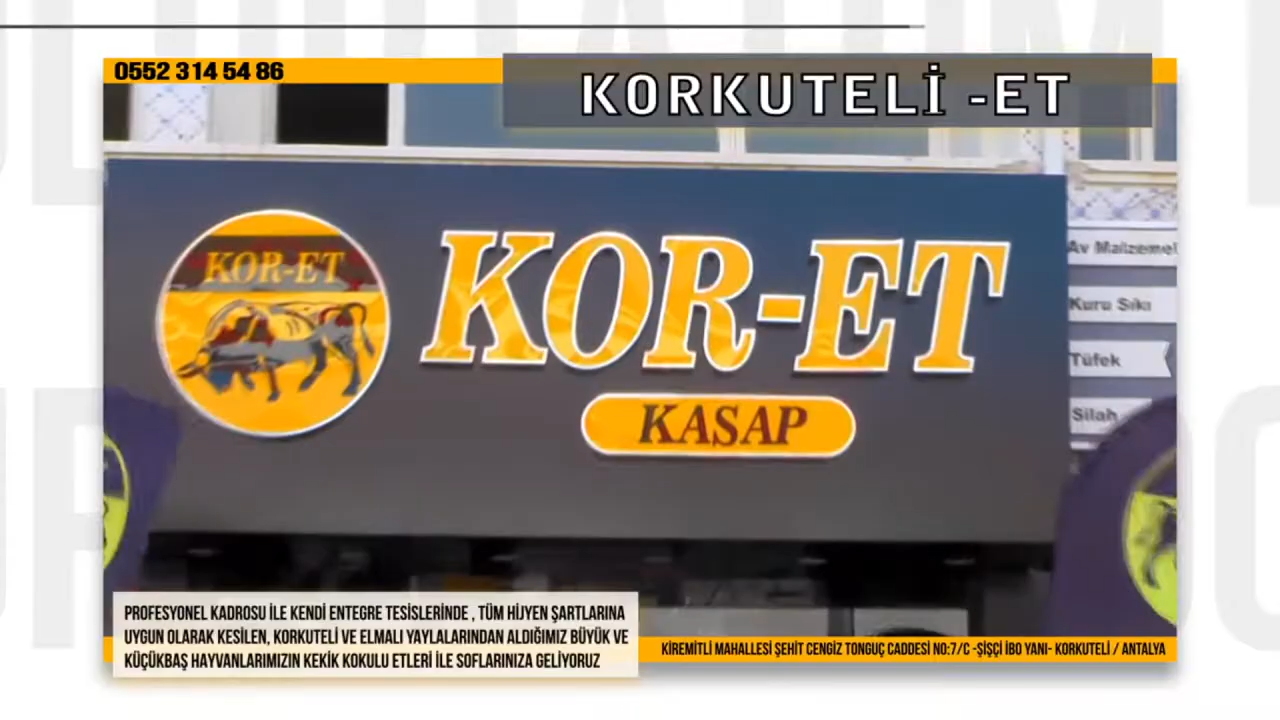 0552 314 54 86
KORKUTELİ -ET
KOR-ET
KOR-ET
KASAP
Av Malzemel
Kuru Sıkı
Tüfek
Silah
PROFESYONEL KADROSU İLE KENDİ ENTEGRE TESİSLERİNDE , TÜM HİJYEN ŞARTLARINA
UYGUN OLARAK KESİLEN, KORKUTELİ VE ELMALI YAYLALARINDAN ALDIĞIMIZ BÜYÜK VE
KÜÇÜKBAŞ HAYVANLARIMIZIN KEKİK KOKULU ETLERİ İLE SOFLARINIZA GELİYORUZ
KİREMİTLİ MAHALLESİ ŞEHİT CENGİZ TONGUÇ CADDESİ NO:7/C -ŞİŞÇİ İBO YANI- KORKUTELİ / ANTALYA